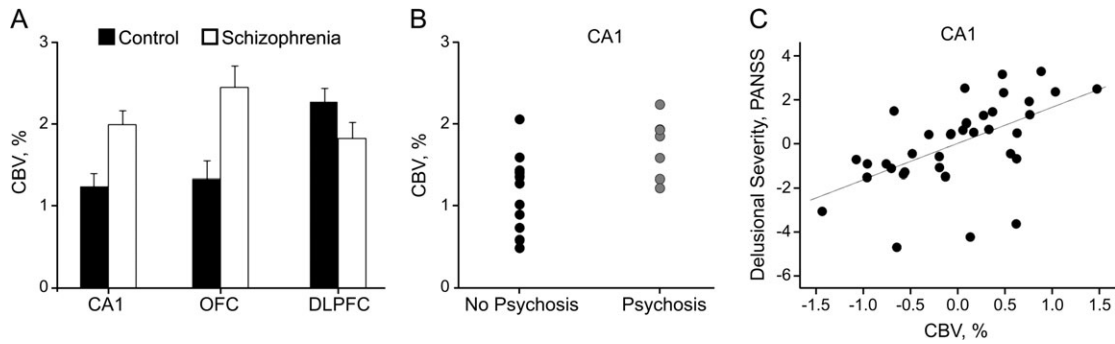 A
Control Schizophrenia
CBV, %
3
2
1
0
CA1 OFC DLPFC
B
CA1
CBV, %
3
2
1
0
No Psychosis Psychosis
C
CA1
Delusional Severity, PANSS
4
2
0
-2
-4
-6
-1.5 -1.0 -0.5 0.0 0.5 1.0 1.5
CBV, %